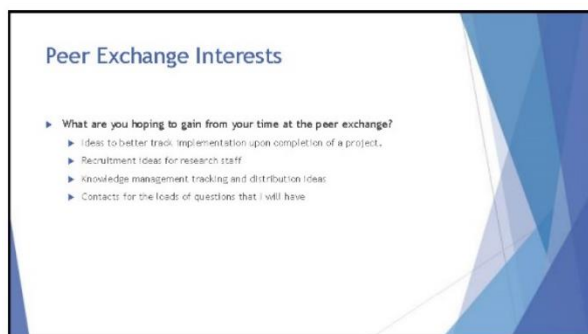 Peer Exchange Interests
What are you hoping to gain from your time at the peer exchange?
Ideas to better track implementation upon completion of a project.
Recruitment ideas for research staff
Knowledge management tracking and distribution ideas
Contacts for the loads of questions that I will have